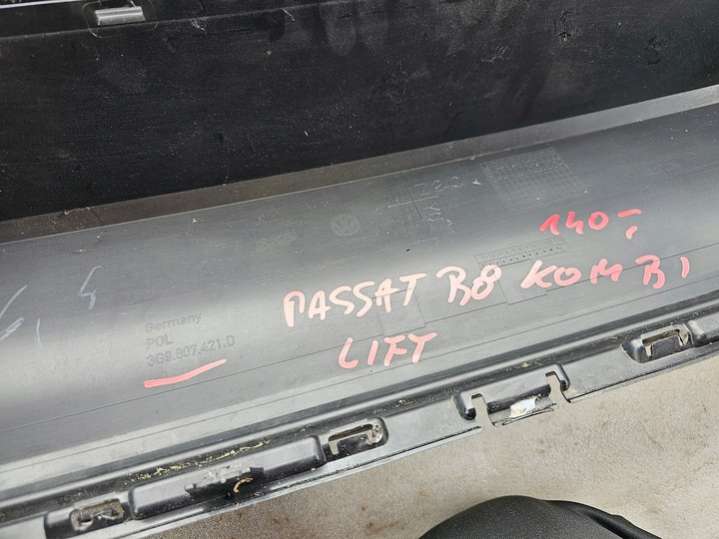 140,-
PASSAT B8 KOMBI
LIFT
Germany
POL
3G9.807.421.D